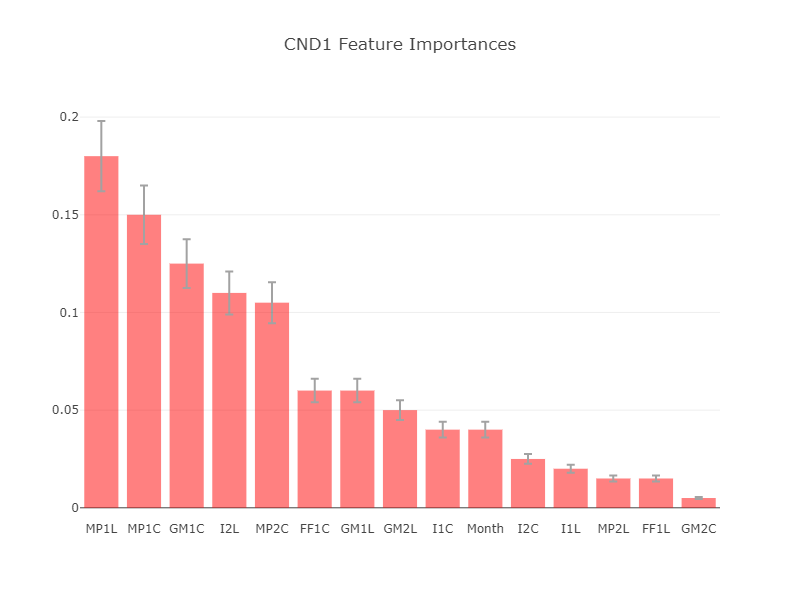 CND1 Feature Importances
0.2
0.15
0.1
0.05
0
MP1L MP1C GM1C I2L MP2C FF1C GM1L GM2L I1C Month I2C I1L MP2L FF1L GM2C